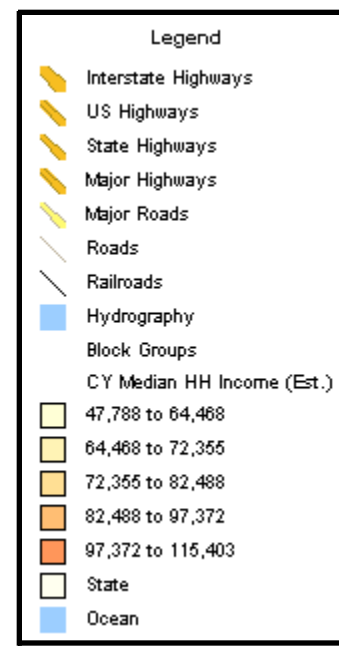 Legend
Interstate Highways
US Highways
State Highways
Major Highways
Major Roads
Roads
Railroads
Hydrography
Block Groups
CY Median HH Income (Est.)
47,788 to 64,468
64,468 to 72,355
72,355 to 82,488
82,488 to 97,372
97,372 to 115,403
State
Ocean